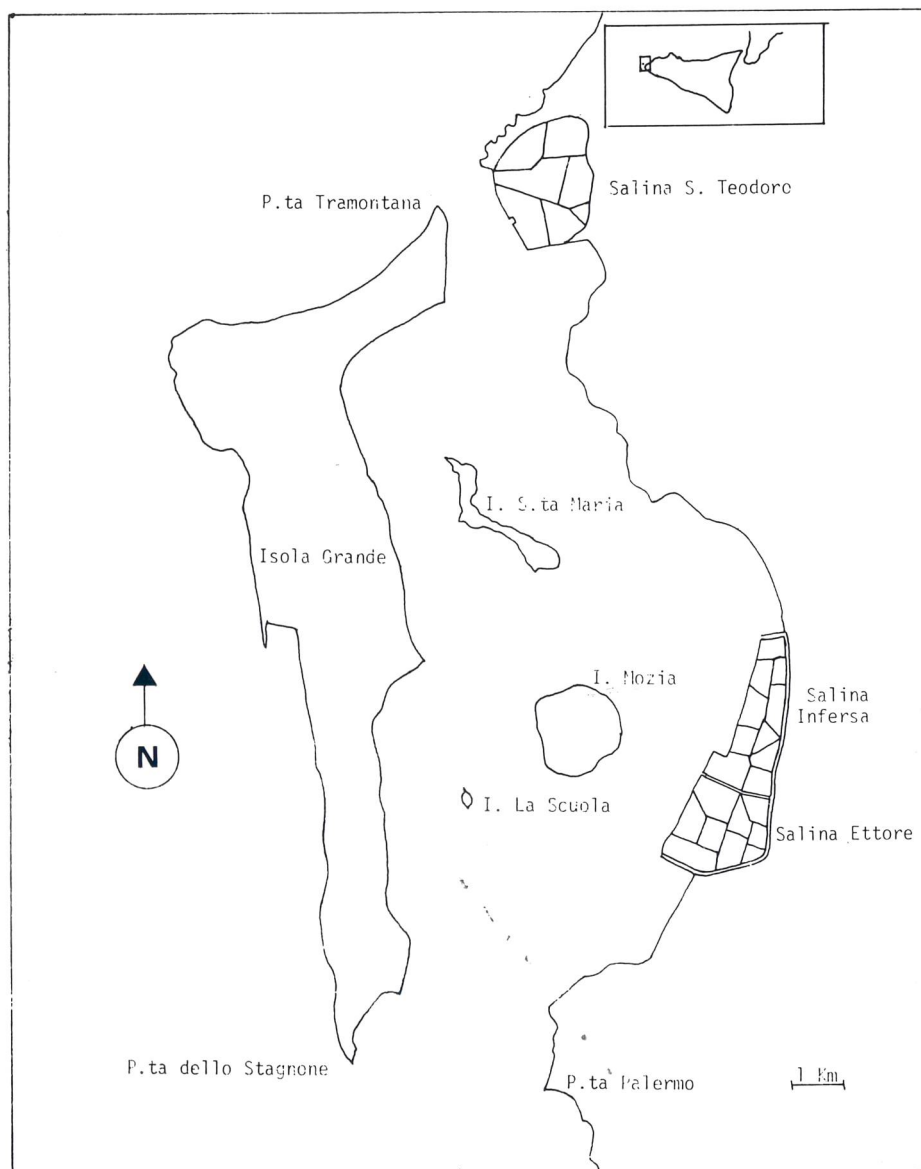 Salina S. Teodoro
P.ta Tramontana
I. S.ta Maria
Isola Grande
I. Mozia
Salina
Infersa
N
I. La Scuola
Salina Ettore
P.ta dello Stagnone
P.ta Palermo
1 Km